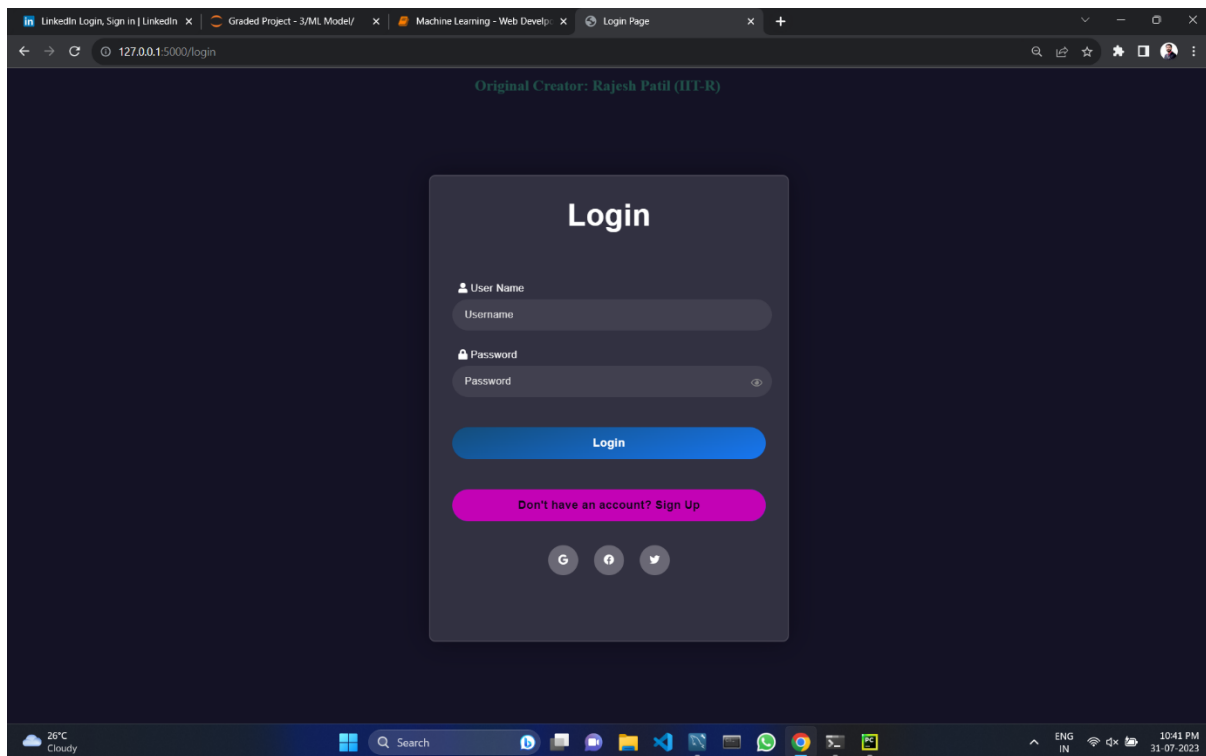 LinkedIn Login, Sign in | LinkedIn
Graded Project - 3/ML Model/
Machine Learning - Web Develpc
Login Page
127.0.0.1:5000/login
Original Creator: Rajesh Patil (IIT-R)
Login
User Name
Username
Password
Password
Login
Don't have an account? Sign Up
26°C
Cloudy
Search
ENG
IN
10:41 PM
31-07-2023